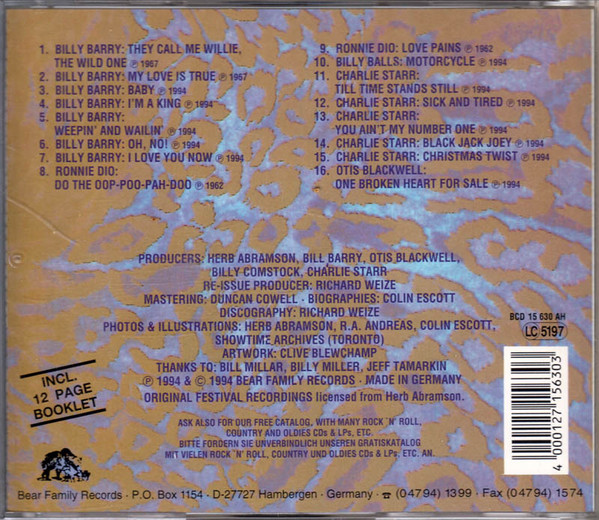 1. BILLY BARRY: THEY CALL ME WILLIE,
THE WILD ONE ℗ 1967
2. BILLY BARRY: MY LOVE IS TRUE ℗ 1967
3. BILLY BARRY: BABY ℗ 1994
4. BILLY BARRY: I'M A KING ℗ 1994
5. BILLY BARRY:
WEEPIN' AND WAILIN' ℗ 1994
6. BILLY BARRY: OH, NO! ℗ 1994
7. BILLY BARRY: I LOVE YOU NOW ℗ 1994
8. RONNIE DIO:
DO THE OOP-POO-PAH-DOO ℗ 1962
9. RONNIE DIO: LOVE PAINS ℗ 1962
10. BILLY BALLS: MOTORCYCLE ℗ 1994
11. CHARLIE STARR:
TILL TIME STANDS STILL ℗ 1994
12. CHARLIE STARR: SICK AND TIRED ℗ 1994
13. CHARLIE STARR:
YOU AIN'T MY NUMBER ONE ℗ 1994
14. CHARLIE STARR: BLACK JACK JOEY ℗ 1994
15. CHARLIE STARR: CHRISTMAS TWIST ℗ 1994
16. OTIS BLACKWELL:
ONE BROKEN HEART FOR SALE ℗ 1994
PRODUCERS: HERB ABRAMSON, BILL BARRY, OTIS BLACKWELL,
BILLY COMSTOCK, CHARLIE STARR
RE-ISSUE PRODUCER: RICHARD WEIZE
MASTERING: DUNCAN COWELL · BIOGRAPHIES: COLIN ESCOTT
DISCOGRAPHY: RICHARD WEIZE
PHOTOS & ILLUSTRATIONS: HERB ABRAMSON, R.A. ANDREAS, COLIN ESCOTT,
SHOWTIME ARCHIVES (TORONTO)
ARTWORK: CLIVE BLEWCHAMP
THANKS TO: BILL MILLAR, BILLY MILLER, JEFF TAMARKIN
℗ 1994 & © 1994 BEAR FAMILY RECORDS · MADE IN GERMANY
ORIGINAL FESTIVAL RECORDINGS licensed from Herb Abramson.
ASK ALSO FOR OUR FREE CATALOG, WITH MANY ROCK 'N' ROLL,
COUNTRY AND OLDIES CDs & LPs, ETC.
BITTE FORDERN SIE UNVERBINDLICH UNSEREN GRATISKATALOG
MIT VIELEN ROCK 'N' ROLL, COUNTRY UND OLDIES CDs & LPs, ETC. AN.
BCD 15 630 AH
LC 5197
4 000127 156303
INCL.
12 PAGE
BOOKLET
Bear Family Records · P.O. Box 1154 · D-27727 Hambergen · Germany · ☎ (0 47 94) 1399 · Fax (0 47 94) 1574